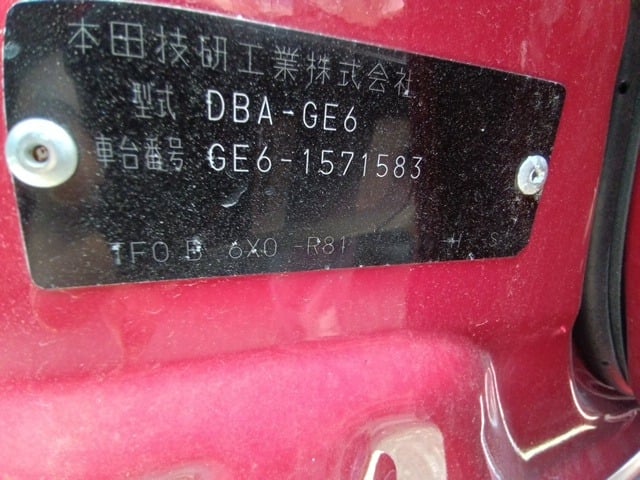 本田技研工業株式会社
型式 DBA-GE6
車台番号 GE6-1571583
TF0 B 6X0 -R81